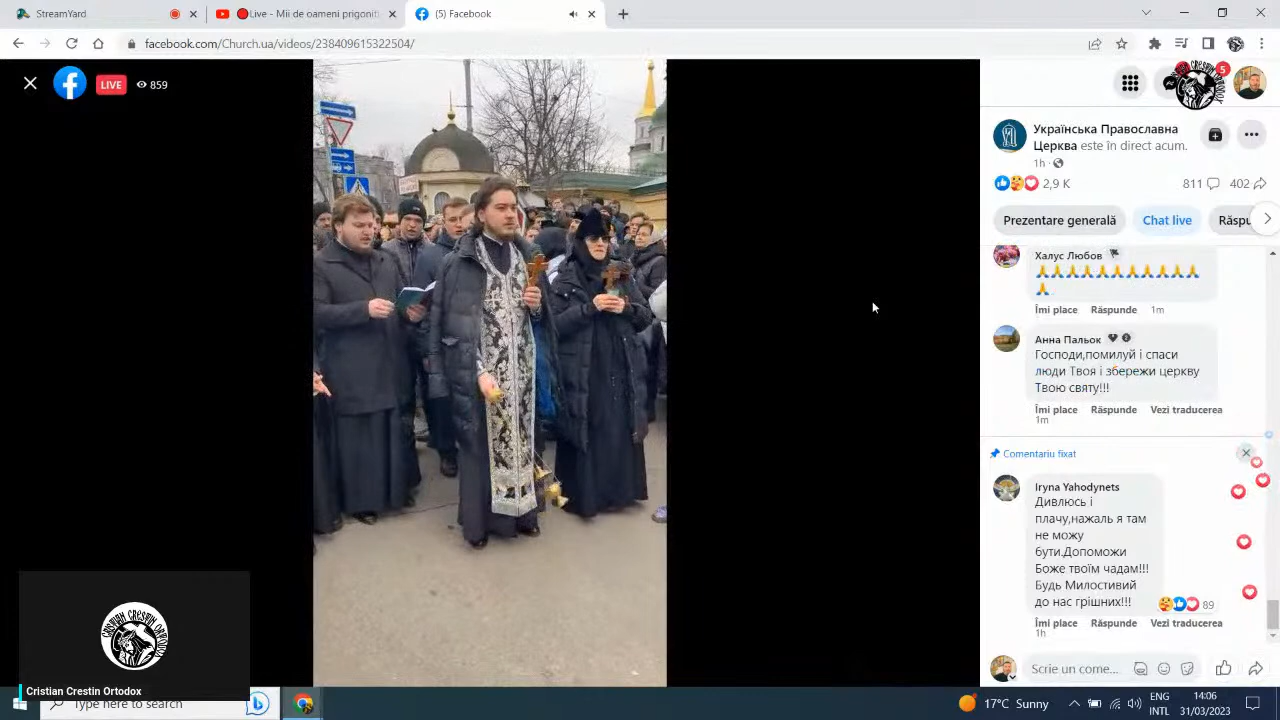 StreamYard
Live - Mii de oameni prigoniti
(5) Facebook
facebook.com/Church.ua/videos/238409615322504/
LIVE
859
5
Українська Православна
Церква este în direct acum.
1h
2,9 K
811
402
Prezentare generală
Chat live
Răspu
Халус Любов
Îmi place Răspunde 1m
Анна Пальок
Господи,помилуй і спаси
люди Твоя і збережи церкву
Твою святу!!!
Îmi place Răspunde Vezi traducerea
1m
Comentariu fixat
Iryna Yahodynets
Дивлюсь і
плачу,нажаль я там
не можу
бути.Допоможи
Боже твоїм чадам!!!
Будь Милостивий
до нас грішних!!!
89
Îmi place Răspunde Vezi traducerea
1h
Scrie un come...
CRISTIAN CRESTIN ORTODOX
Cristian Crestin Ortodox
Type here to search
17°C Sunny
ENG
INTL
14:06
31/03/2023